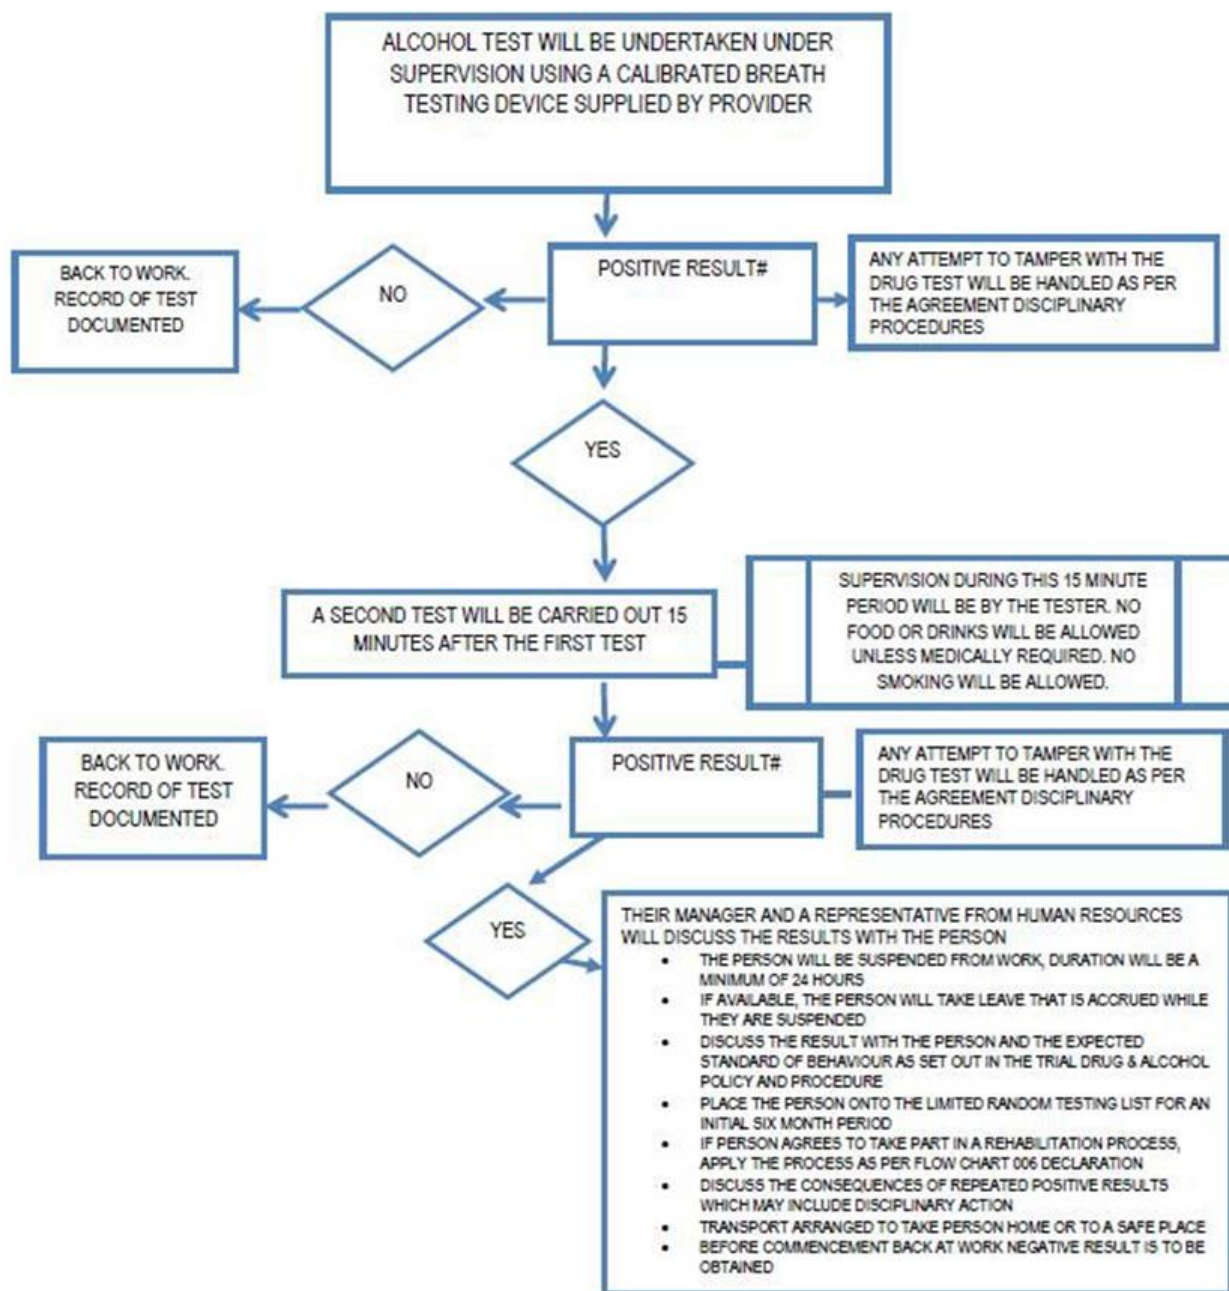 ALCOHOL TEST WILL BE UNDERTAKEN UNDER
SUPERVISION USING A CALIBRATED BREATH
TESTING DEVICE SUPPLIED BY PROVIDER
BACK TO WORK.
RECORD OF TEST
DOCUMENTED
NO
POSITIVE RESULT#
ANY ATTEMPT TO TAMPER WITH THE
DRUG TEST WILL BE HANDLED AS PER
THE AGREEMENT DISCIPLINARY
PROCEDURES
YES
A SECOND TEST WILL BE CARRIED OUT 15
MINUTES AFTER THE FIRST TEST
SUPERVISION DURING THIS 15 MINUTE
PERIOD WILL BE BY THE TESTER. NO
FOOD OR DRINKS WILL BE ALLOWED
UNLESS MEDICALLY REQUIRED. NO
SMOKING WILL BE ALLOWED.
BACK TO WORK.
RECORD OF TEST
DOCUMENTED
NO
POSITIVE RESULT#
ANY ATTEMPT TO TAMPER WITH THE
DRUG TEST WILL BE HANDLED AS PER
THE AGREEMENT DISCIPLINARY
PROCEDURES
YES
THEIR MANAGER AND A REPRESENTATIVE FROM HUMAN RESOURCES
WILL DISCUSS THE RESULTS WITH THE PERSON
• THE PERSON WILL BE SUSPENDED FROM WORK, DURATION WILL BE A
MINIMUM OF 24 HOURS
• IF AVAILABLE, THE PERSON WILL TAKE LEAVE THAT IS ACCRUED WHILE
THEY ARE SUSPENDED
• DISCUSS THE RESULT WITH THE PERSON AND THE EXPECTED
STANDARD OF BEHAVIOUR AS SET OUT IN THE TRIAL DRUG & ALCOHOL
POLICY AND PROCEDURE
• PLACE THE PERSON ONTO THE LIMITED RANDOM TESTING LIST FOR AN
INITIAL SIX MONTH PERIOD
• IF PERSON AGREES TO TAKE PART IN A REHABILITATION PROCESS,
APPLY THE PROCESS AS PER FLOW CHART 006 DECLARATION
• DISCUSS THE CONSEQUENCES OF REPEATED POSITIVE RESULTS
WHICH MAY INCLUDE DISCIPLINARY ACTION
• TRANSPORT ARRANGED TO TAKE PERSON HOME OR TO A SAFE PLACE
• BEFORE COMMENCEMENT BACK AT WORK NEGATIVE RESULT IS TO BE
OBTAINED